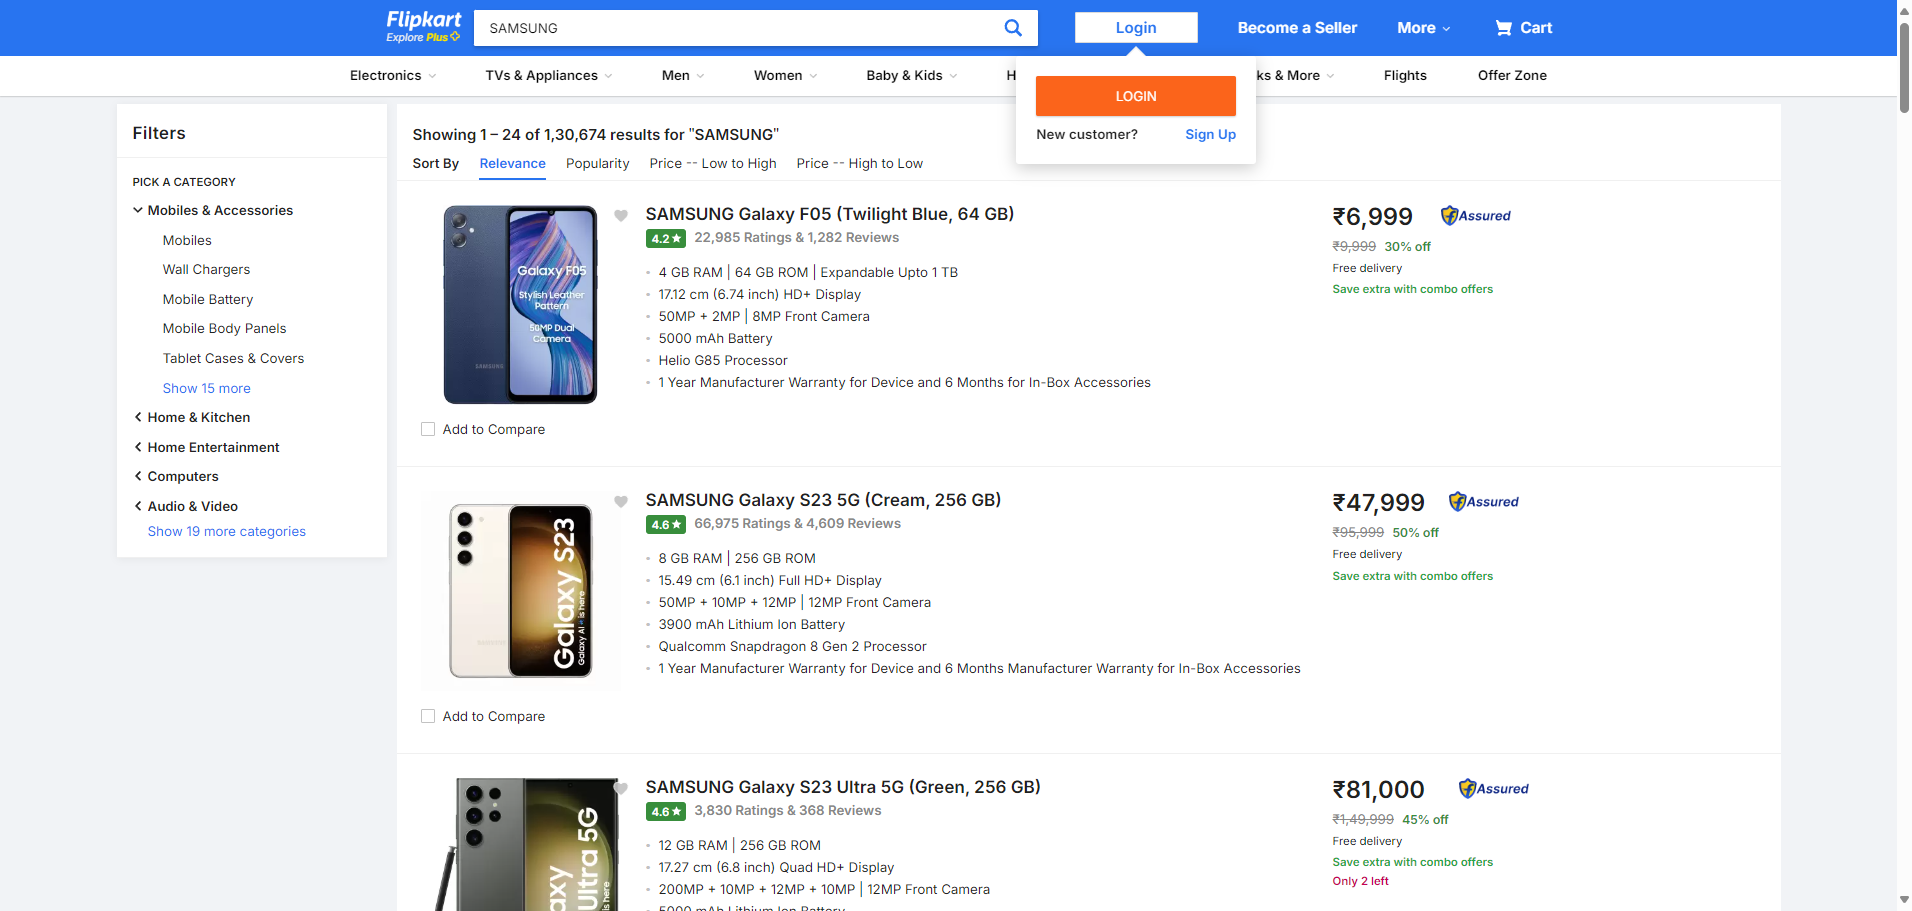 Flipkart
Explore Plus
SAMSUNG
Login
Become a Seller
More
Cart
Electronics
TVs & Appliances
Men
Women
Baby & Kids
H
ks & More
Flights
Offer Zone
LOGIN
New customer?
Sign Up
Filters
PICK A CATEGORY
Mobiles & Accessories
Mobiles
Wall Chargers
Mobile Battery
Mobile Body Panels
Tablet Cases & Covers
Show 15 more
Home & Kitchen
Home Entertainment
Computers
Audio & Video
Show 19 more categories
Showing 1 – 24 of 1,30,674 results for "SAMSUNG"
Sort By
Relevance
Popularity
Price -- Low to High
Price -- High to Low
Galaxy F05
Stylish Leather
Pattern
50MP Dual
Camera
SAMSUNG
Add to Compare
SAMSUNG Galaxy F05 (Twilight Blue, 64 GB)
4.2★ 22,985 Ratings & 1,282 Reviews
4 GB RAM | 64 GB ROM | Expandable Upto 1 TB
17.12 cm (6.74 inch) HD+ Display
50MP + 2MP | 8MP Front Camera
5000 mAh Battery
Helio G85 Processor
1 Year Manufacturer Warranty for Device and 6 Months for In-Box Accessories
₹6,999
Assured
₹9,999 30% off
Free delivery
Save extra with combo offers
Galaxy S23
Galaxy AI is here
Add to Compare
SAMSUNG Galaxy S23 5G (Cream, 256 GB)
4.6★ 66,975 Ratings & 4,609 Reviews
8 GB RAM | 256 GB ROM
15.49 cm (6.1 inch) Full HD+ Display
50MP + 10MP + 12MP | 12MP Front Camera
3900 mAh Lithium Ion Battery
Qualcomm Snapdragon 8 Gen 2 Processor
1 Year Manufacturer Warranty for Device and 6 Months Manufacturer Warranty for In-Box Accessories
₹47,999
Assured
₹95,999 50% off
Free delivery
Save extra with combo offers
axy
Ultra 5G
is here
SAMSUNG Galaxy S23 Ultra 5G (Green, 256 GB)
4.6★ 3,830 Ratings & 368 Reviews
12 GB RAM | 256 GB ROM
17.27 cm (6.8 inch) Quad HD+ Display
200MP + 10MP + 12MP + 10MP | 12MP Front Camera
5000 mAh Lithium Ion Battery
₹81,000
Assured
₹1,49,999 45% off
Free delivery
Save extra with combo offers
Only 2 left